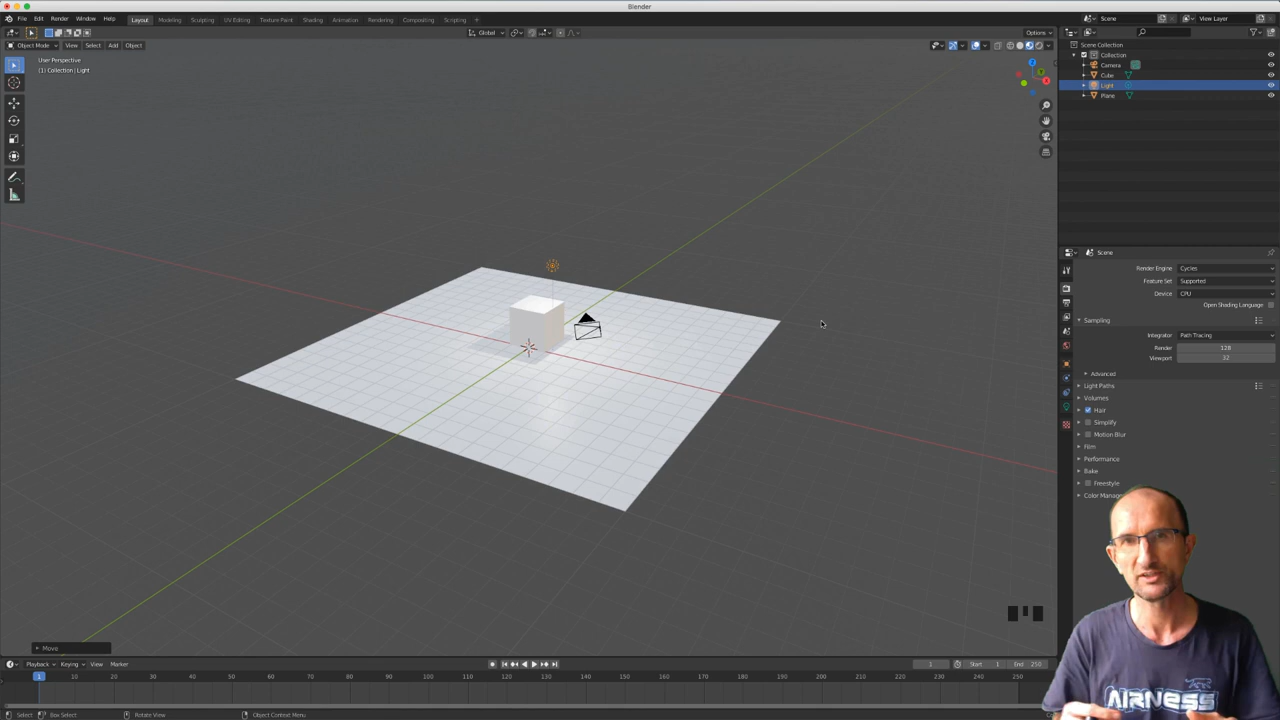 Blender
File Edit Render Window Help
Layout Modeling Sculpting UV Editing Texture Paint Shading Animation Rendering Compositing Scripting +
Scene
View Layer
Global
Options
Object Mode View Select Add Object
User Perspective
(1) Collection | Light
Scene Collection
Collection
Camera
Cube
Light
Plane
Scene
Render Engine Cycles
Feature Set Supported
Device CPU
Open Shading Language
Sampling
Integrator Path Tracing
Render 128
Viewport 32
Advanced
Light Paths
Volumes
Hair
Simplify
Motion Blur
Film
Performance
Bake
Freestyle
Color Manag
Move
Playback Keying View Marker
1 Start 1 End 250
1 10 20 30 40 50 60 70 80 90 100 110 120 130 140 150 160 170 180 190 200 210 220 230 240 250
Select Box Select Rotate View Object Context Menu
AIRNESS